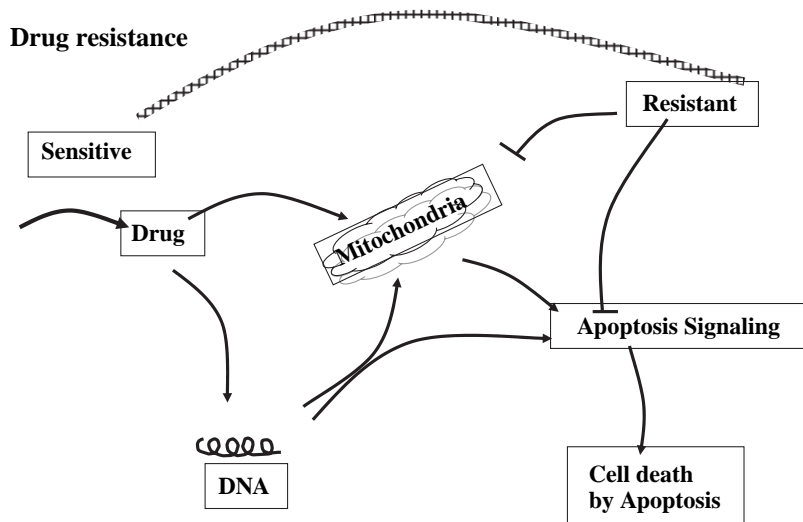 Drug resistance
Resistant
Sensitive
Drug
Mitochondria
Apoptosis Signaling
DNA
Cell death
by Apoptosis